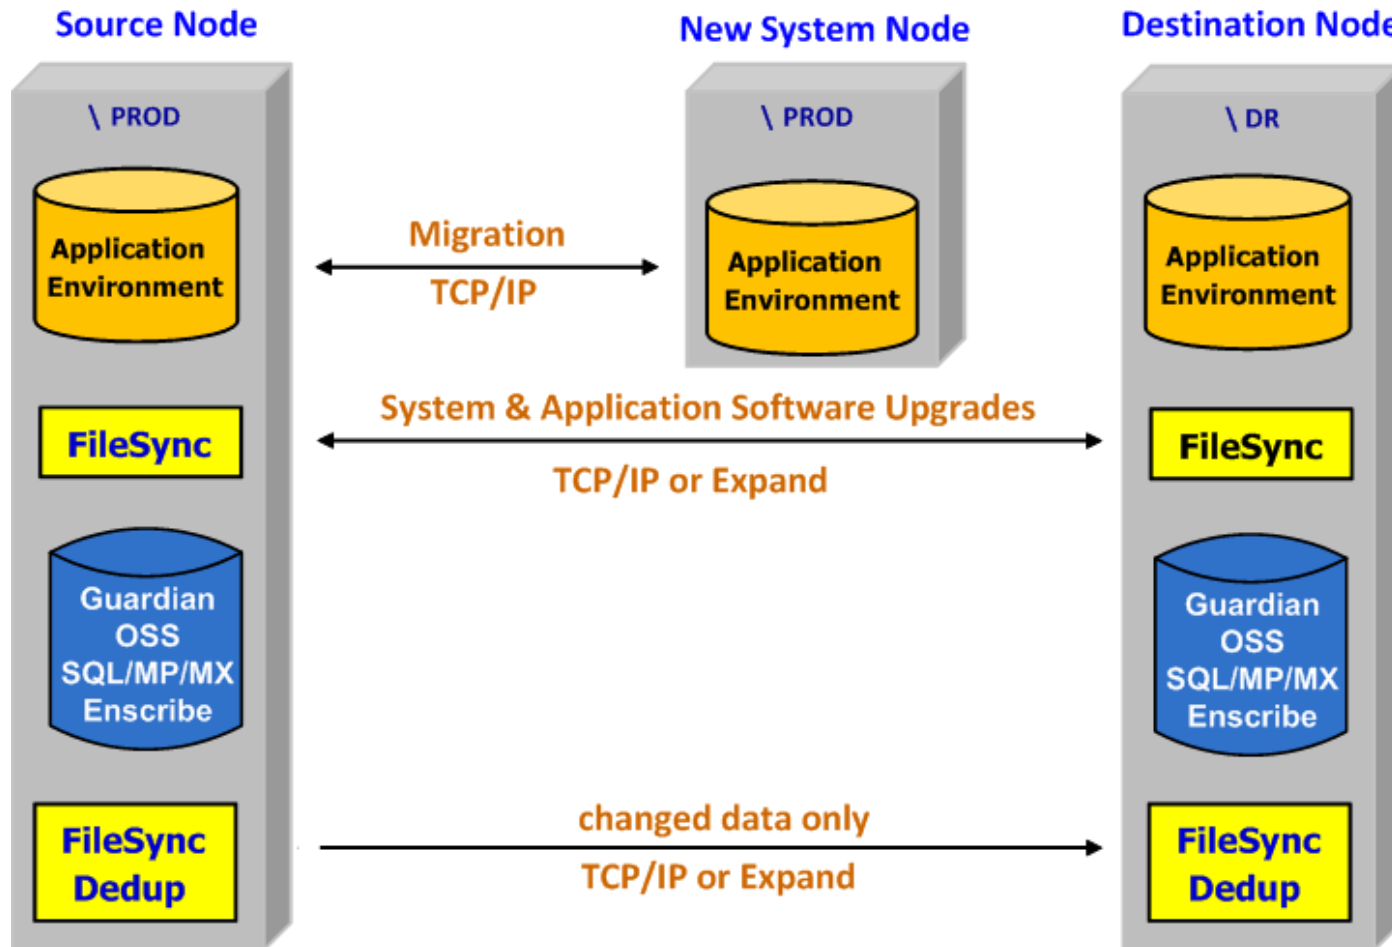 Source Node
New System Node
Destination Node
\ PROD
\ PROD
\ DR
Application
Environment
Migration
TCP/IP
Application
Environment
Application
Environment
System & Application Software Upgrades
TCP/IP or Expand
FileSync
FileSync
Guardian
OSS
SQL/MP/MX
Enscribe
Guardian
OSS
SQL/MP/MX
Enscribe
FileSync
Dedup
changed data only
TCP/IP or Expand
FileSync
Dedup